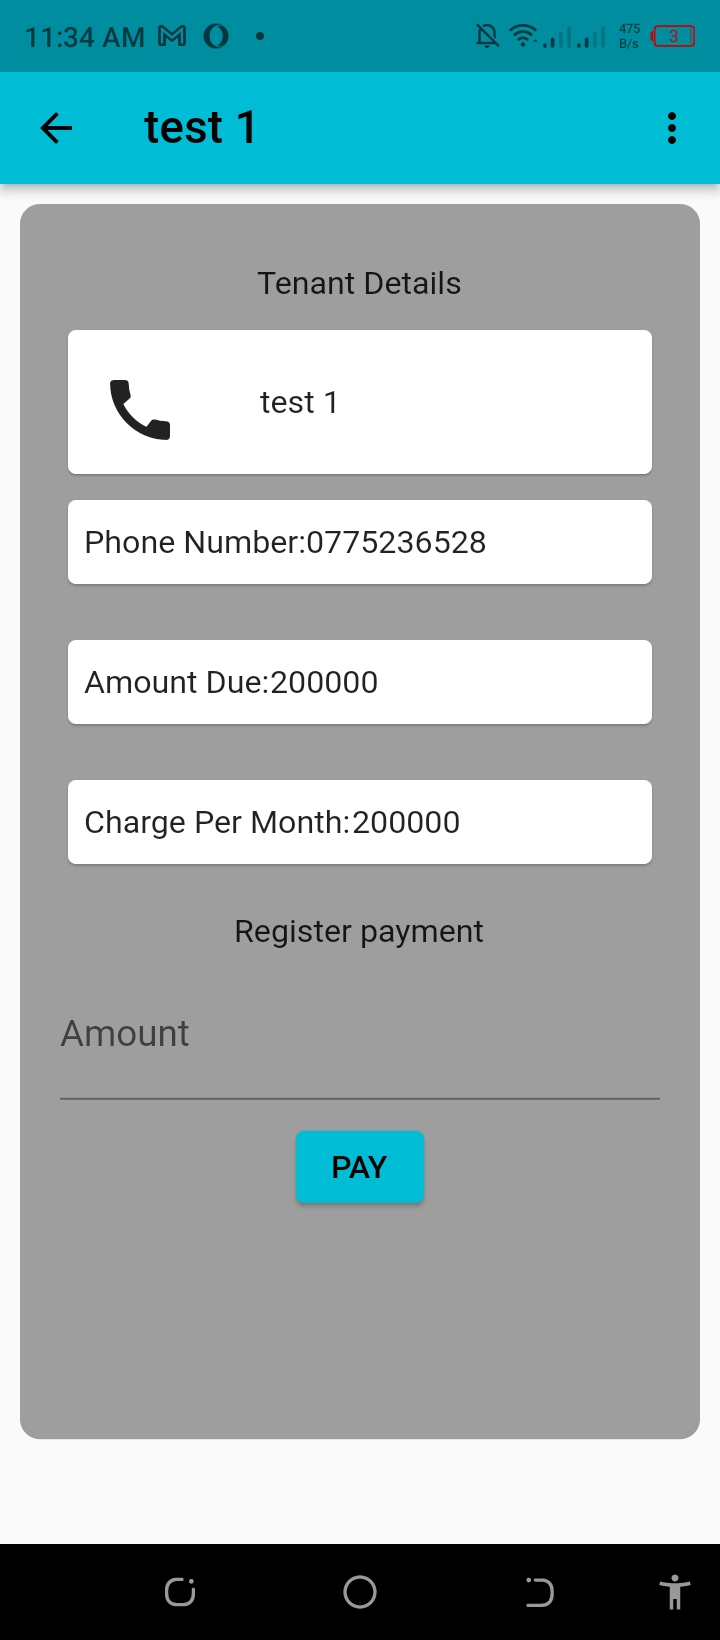 11:34 AM
475
B/s
3
test 1
Tenant Details
test 1
Phone Number:0775236528
Amount Due:200000
Charge Per Month:200000
Register payment
Amount
PAY